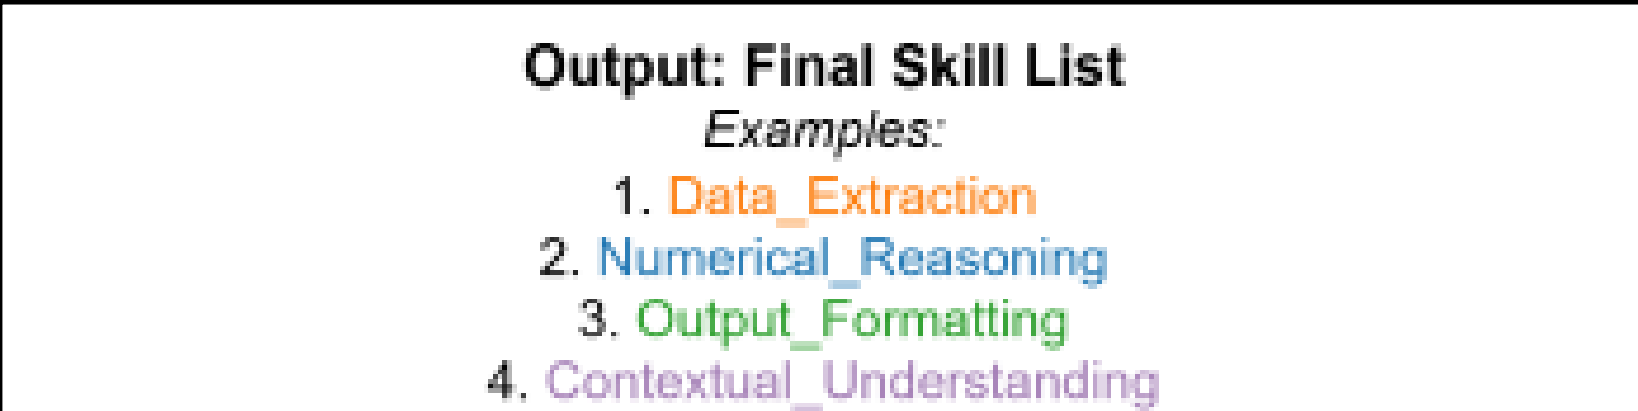 Output: Final Skill List
Examples:
1. Data_Extraction
2. Numerical_Reasoning
3. Output_Formatting
4. Contextual_Understanding